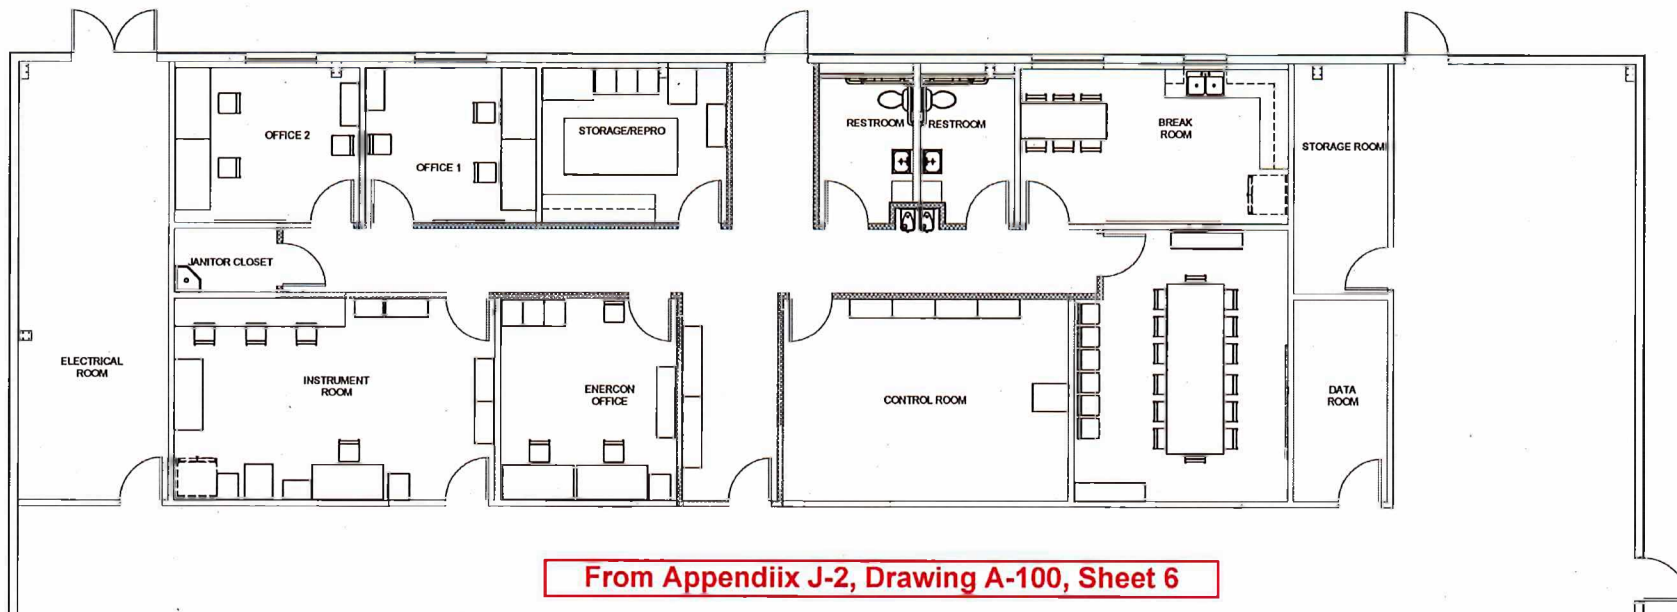 OFFICE 2
OFFICE 1
STORAGE/REPRO
RESTROOM
RESTROOM
BREAK
ROOM
STORAGE ROOM
JANITOR CLOSET
ELECTRICAL
ROOM
INSTRUMENT
ROOM
ENERCON
OFFICE
CONTROL ROOM
DATA
ROOM
From Appendiix J-2, Drawing A-100, Sheet 6